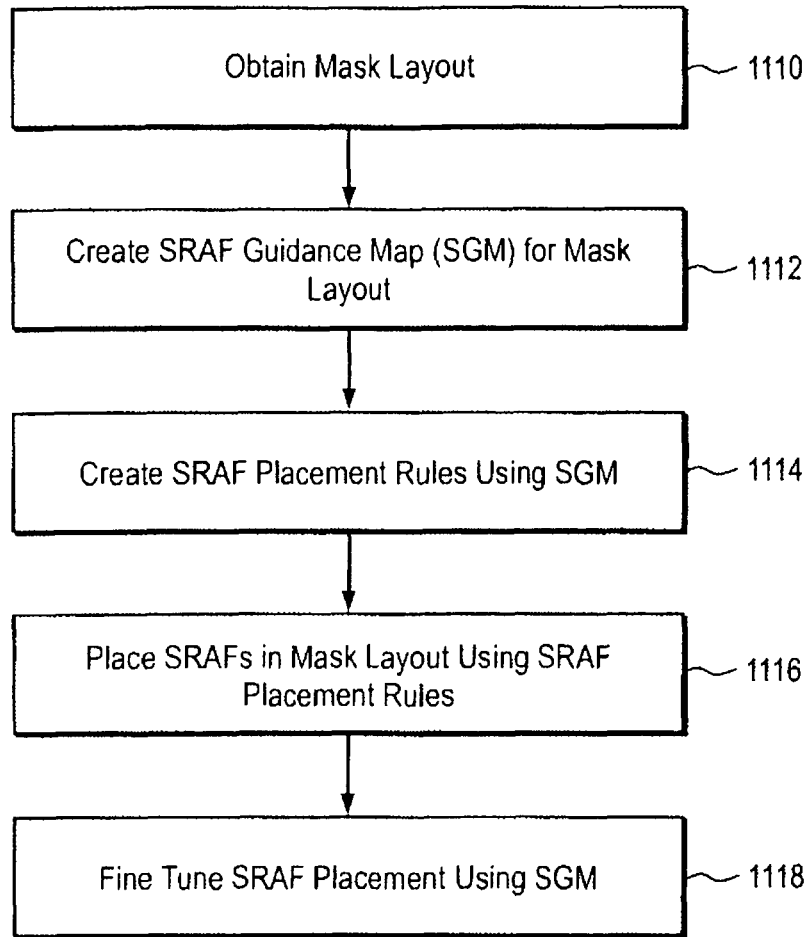 Obtain Mask Layout
1110
Create SRAF Guidance Map (SGM) for Mask
Layout
1112
Create SRAF Placement Rules Using SGM
1114
Place SRAFs in Mask Layout Using SRAF
Placement Rules
1116
Fine Tune SRAF Placement Using SGM
1118